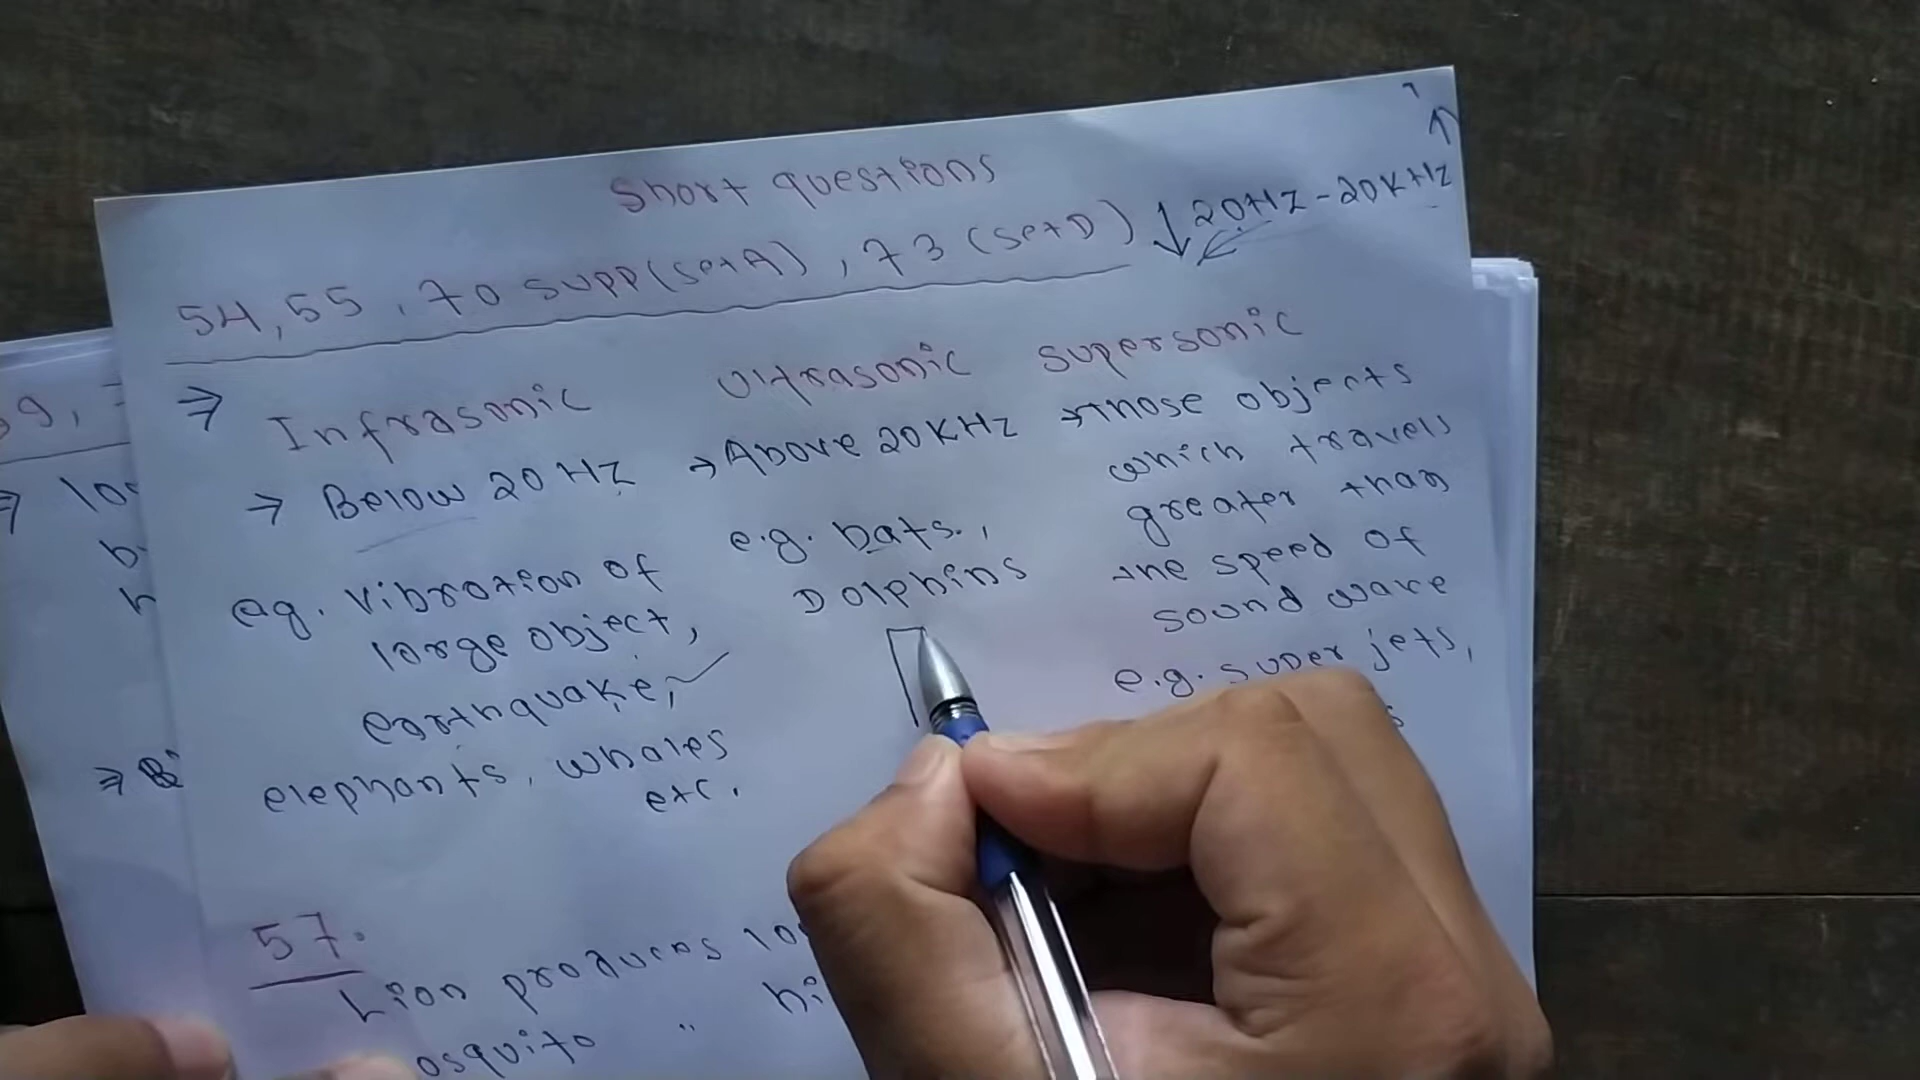 Short questions
54, 55, 70 supp (Set A), 73 (Set D) ↓ 20Hz - 20KHz
⇒ Infrasonic
→ Below 20 Hz
eg. vibration of
large object,
earthquake,
elephants, whales
etc.
Ultrasonic
→ Above 20KHz
e.g. bats.,
Dolphins
Supersonic
→ those objects
which travels
greater than
the speed of
sound wave
e.g. super jets,
57.
Lion produces
osquito "